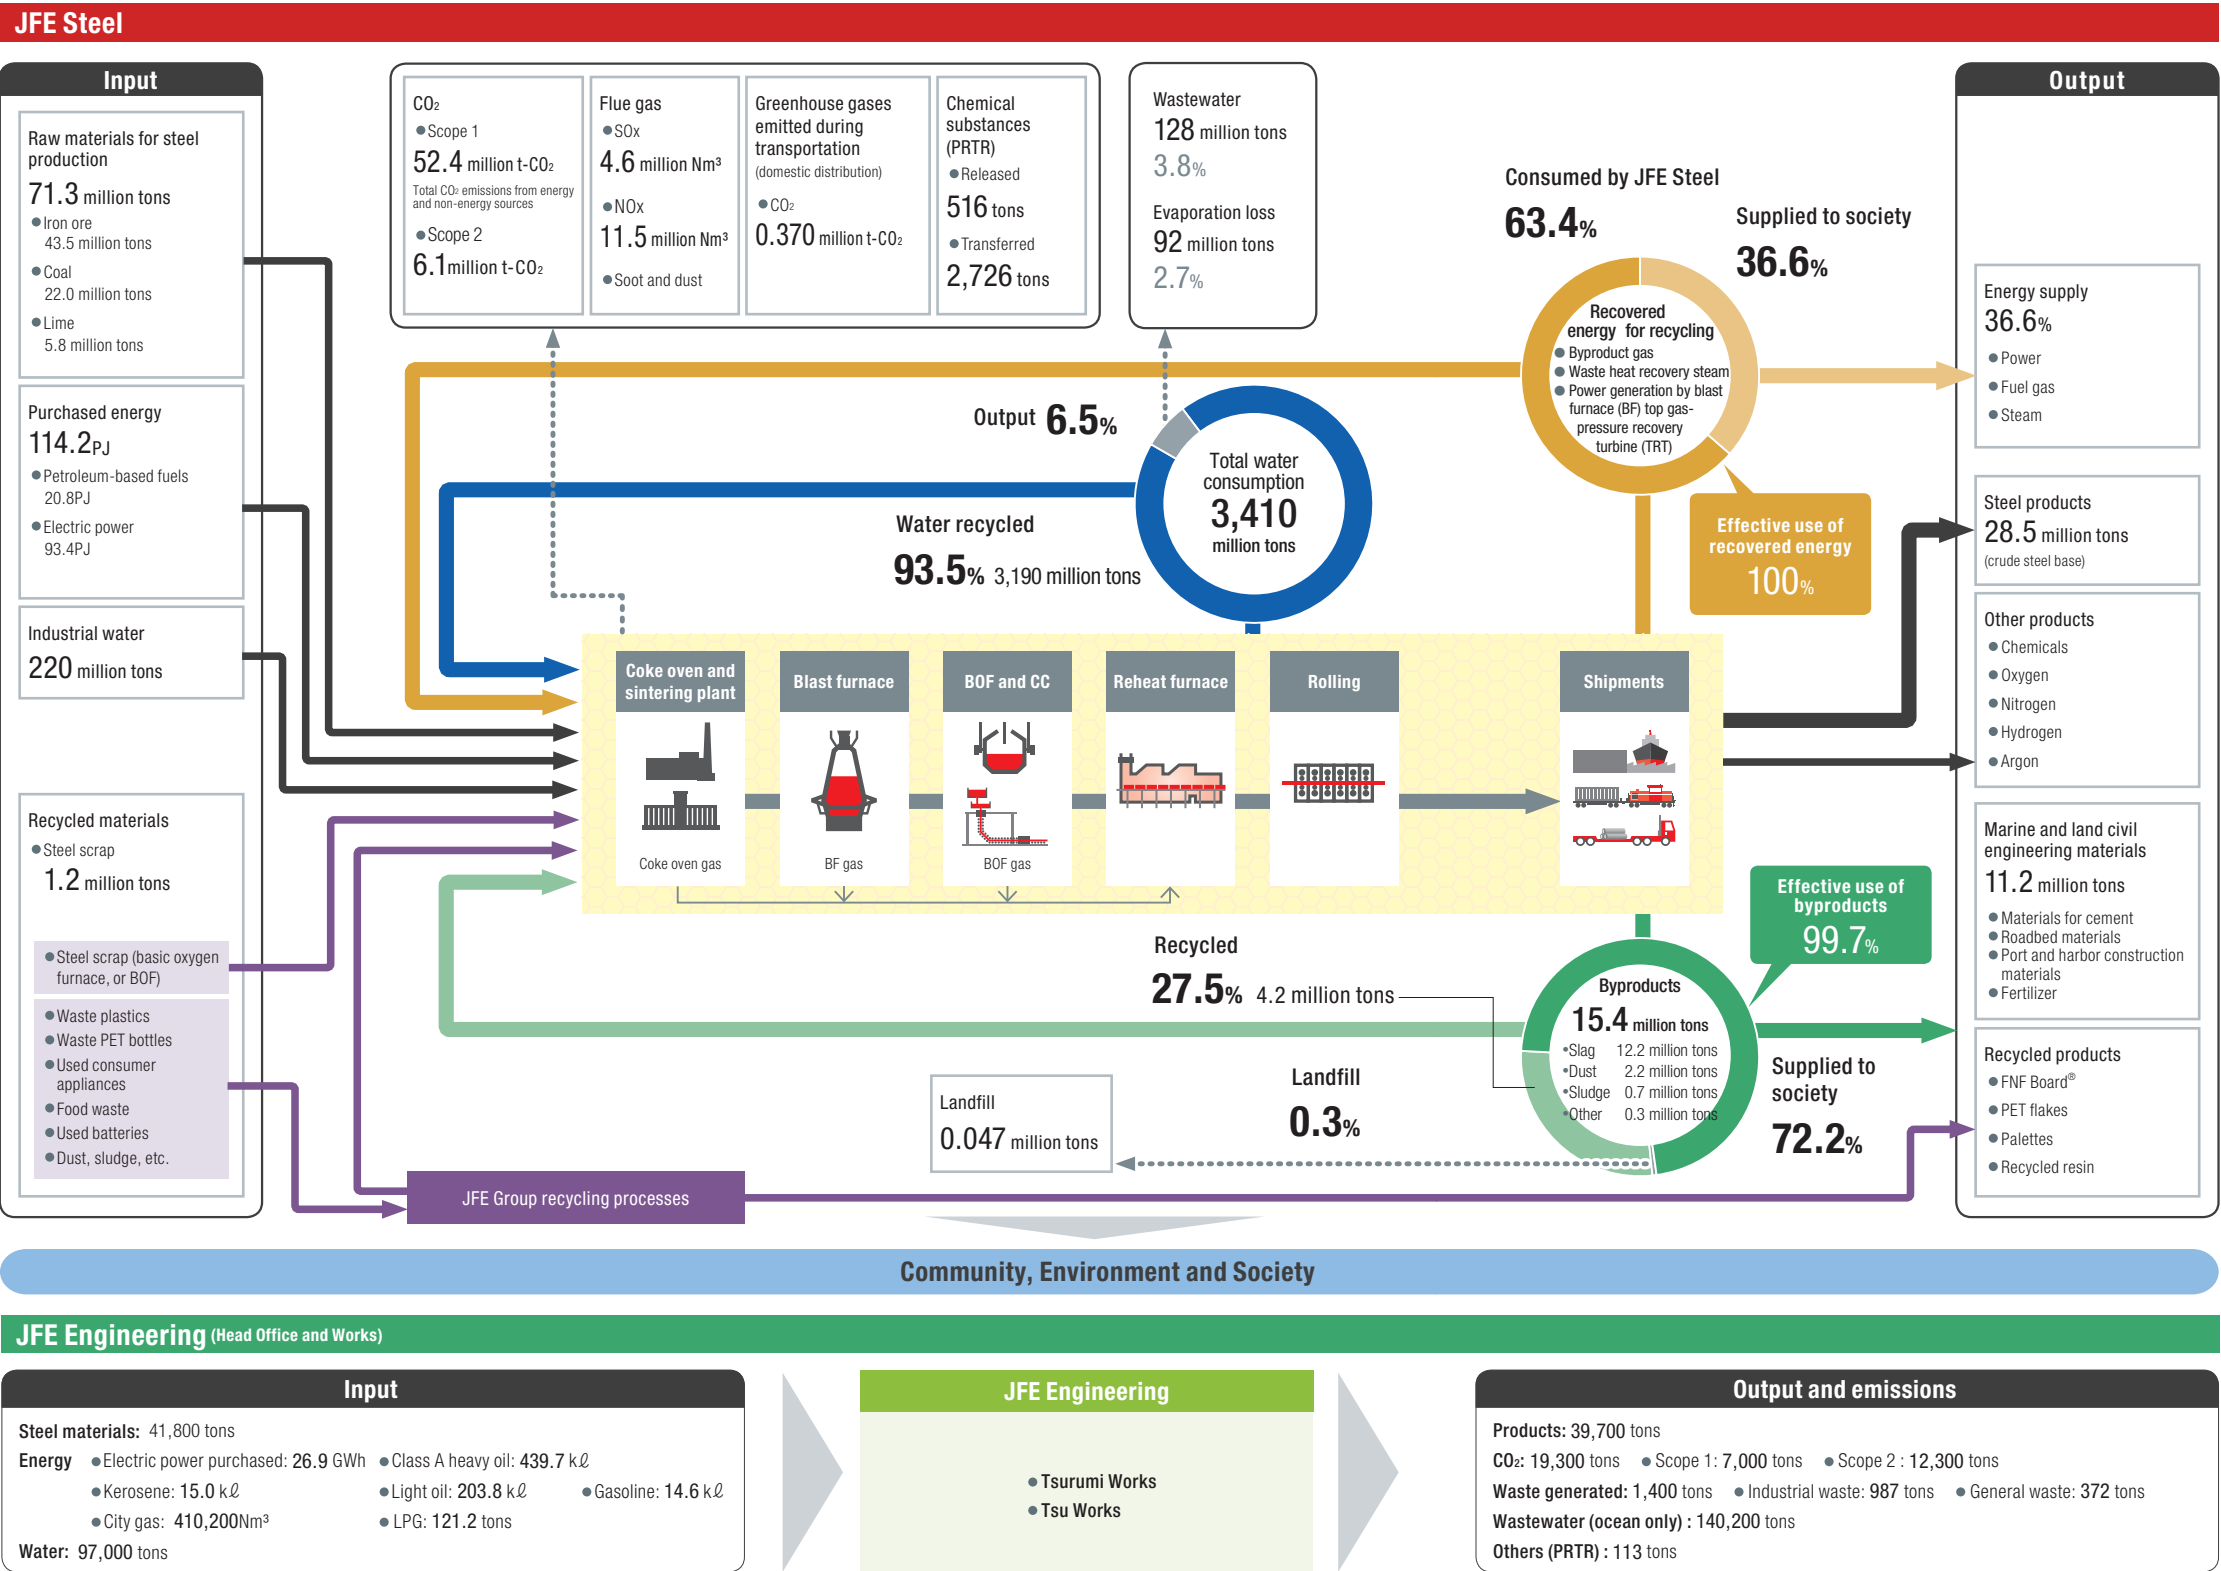 JFE Steel
Input
Raw materials for steel
production
71.3 million tons
●Iron ore
43.5 million tons
●Coal
22.0 million tons
●Lime
5.8 million tons
Purchased energy
114.2PJ
●Petroleum-based fuels
20.8PJ
●Electric power
93.4PJ
Industrial water
220 million tons
Recycled materials
●Steel scrap
1.2 million tons
●Steel scrap (basic oxygen
furnace, or BOF)
●Waste plastics
●Waste PET bottles
●Used consumer
appliances
●Food waste
●Used batteries
●Dust, sludge, etc.
CO₂
●Scope 1
52.4 million t-CO₂
Total CO₂ emissions from energy
and non-energy sources
●Scope 2
6.1million t-CO₂
Flue gas
●SOx
4.6 million Nm³
●NOx
11.5 million Nm³
●Soot and dust
Greenhouse gases
emitted during
transportation
(domestic distribution)
●CO₂
0.370 million t-CO₂
Chemical
substances
(PRTR)
●Released
516 tons
●Transferred
2,726 tons
Wastewater
128 million tons
3.8%
Evaporation loss
92 million tons
2.7%
Consumed by JFE Steel
63.4%
Supplied to society
36.6%
Recovered
energy for recycling
●Byproduct gas
●Waste heat recovery steam
●Power generation by blast
furnace (BF) top gas-
pressure recovery
turbine (TRT)
Effective use of
recovered energy
100%
Output 6.5%
Total water
consumption
3,410
million tons
Water recycled
93.5% 3,190 million tons
Coke oven and
sintering plant
Coke oven gas
Blast furnace
BF gas
BOF and CC
BOF gas
Reheat furnace
Rolling
Shipments
Recycled
27.5% 4.2 million tons
Landfill
0.3%
Landfill
0.047 million tons
Byproducts
15.4 million tons
•Slag 12.2 million tons
•Dust 2.2 million tons
•Sludge 0.7 million tons
•Other 0.3 million tons
Effective use of
byproducts
99.7%
Supplied to
society
72.2%
JFE Group recycling processes
Output
Energy supply
36.6%
●Power
●Fuel gas
●Steam
Steel products
28.5 million tons
(crude steel base)
Other products
●Chemicals
●Oxygen
●Nitrogen
●Hydrogen
●Argon
Marine and land civil
engineering materials
11.2 million tons
●Materials for cement
●Roadbed materials
●Port and harbor construction
materials
●Fertilizer
Recycled products
●FNF Board®
●PET flakes
●Palettes
●Recycled resin
Community, Environment and Society
JFE Engineering (Head Office and Works)
Input
Steel materials: 41,800 tons
Energy ●Electric power purchased: 26.9 GWh ●Class A heavy oil: 439.7 kℓ
●Kerosene: 15.0 kℓ ●Light oil: 203.8 kℓ ●Gasoline: 14.6 kℓ
●City gas: 410,200Nm³ ●LPG: 121.2 tons
Water: 97,000 tons
JFE Engineering
●Tsurumi Works
●Tsu Works
Output and emissions
Products: 39,700 tons
CO₂: 19,300 tons ●Scope 1: 7,000 tons ●Scope 2 : 12,300 tons
Waste generated: 1,400 tons ●Industrial waste: 987 tons ●General waste: 372 tons
Wastewater (ocean only) : 140,200 tons
Others (PRTR) : 113 tons